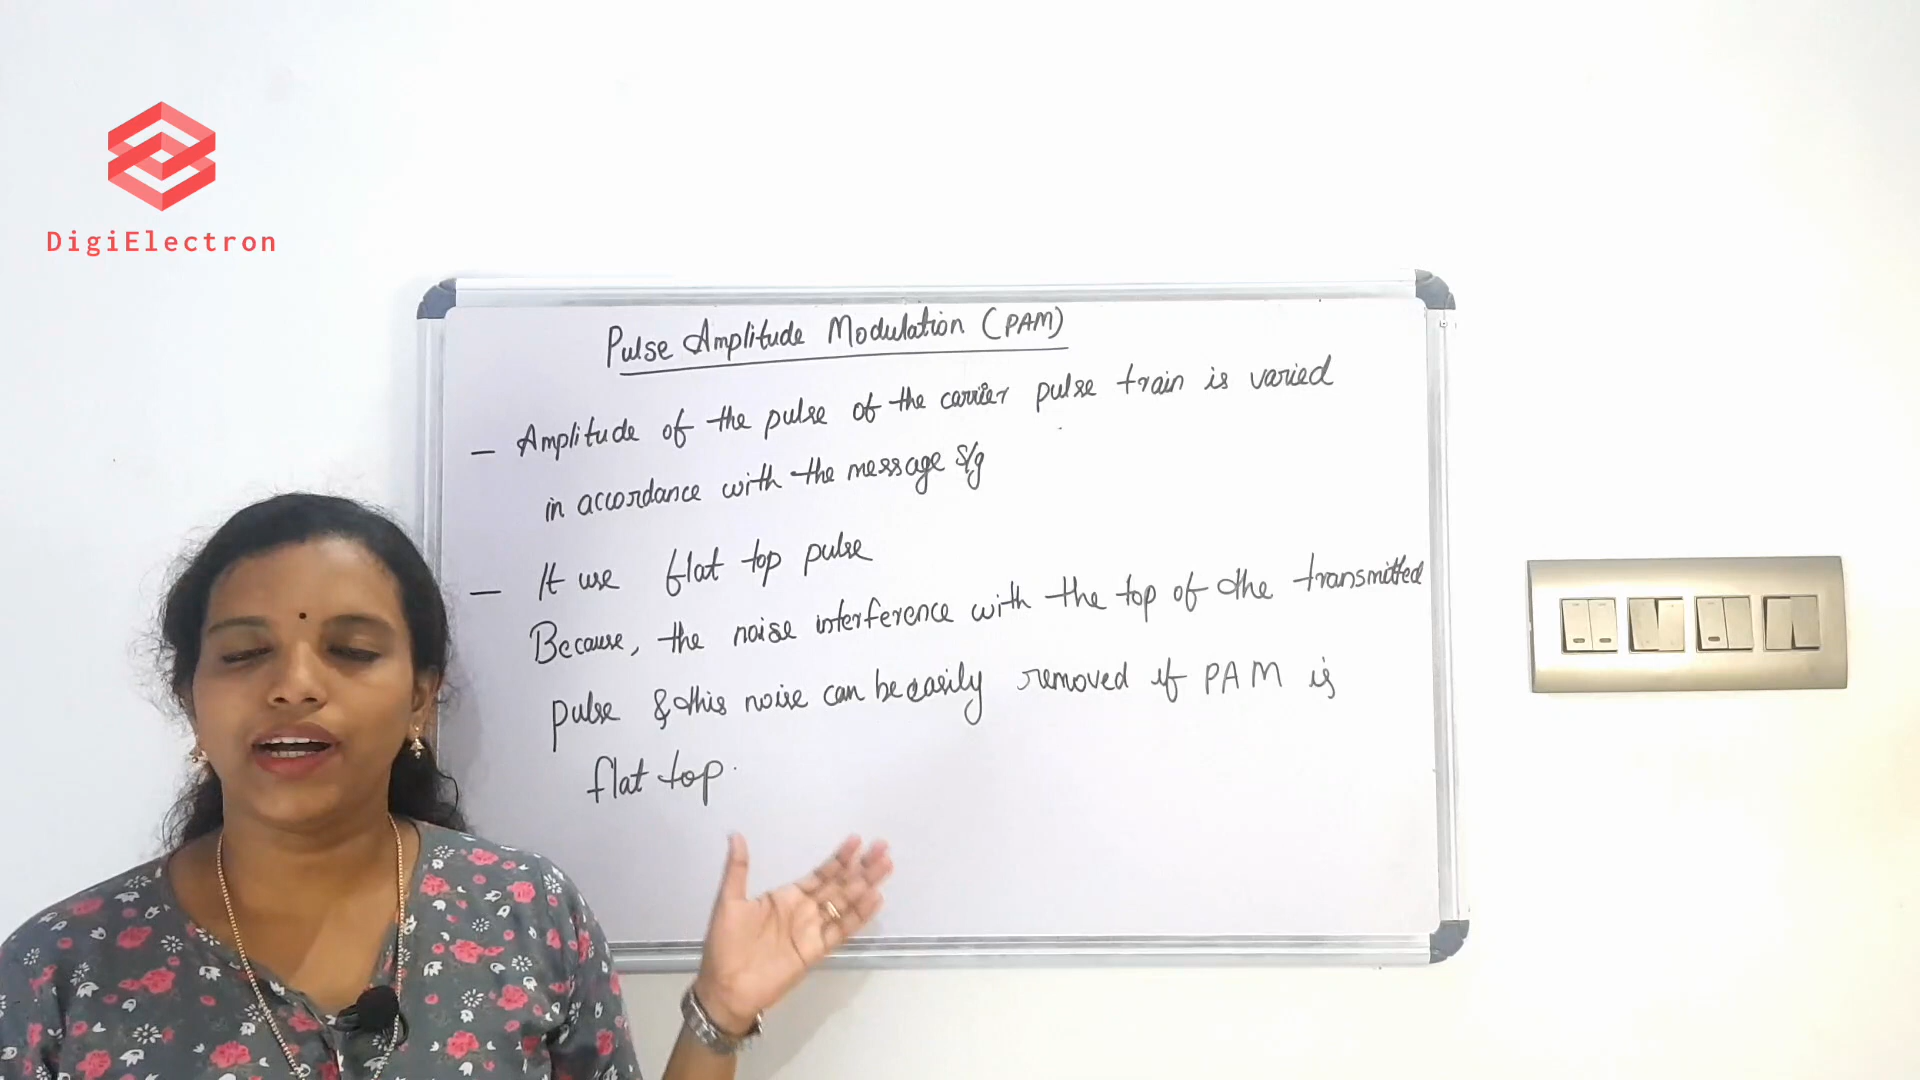 DigiElectron
Pulse Amplitude Modulation (PAM)
— Amplitude of the pulse of the carrier pulse train is varied
in accordance with the message s/g
— It use flat top pulse
Because, the noise interference with the top of the transmitted
pulse & this noise can be easily removed if PAM is
flat top.